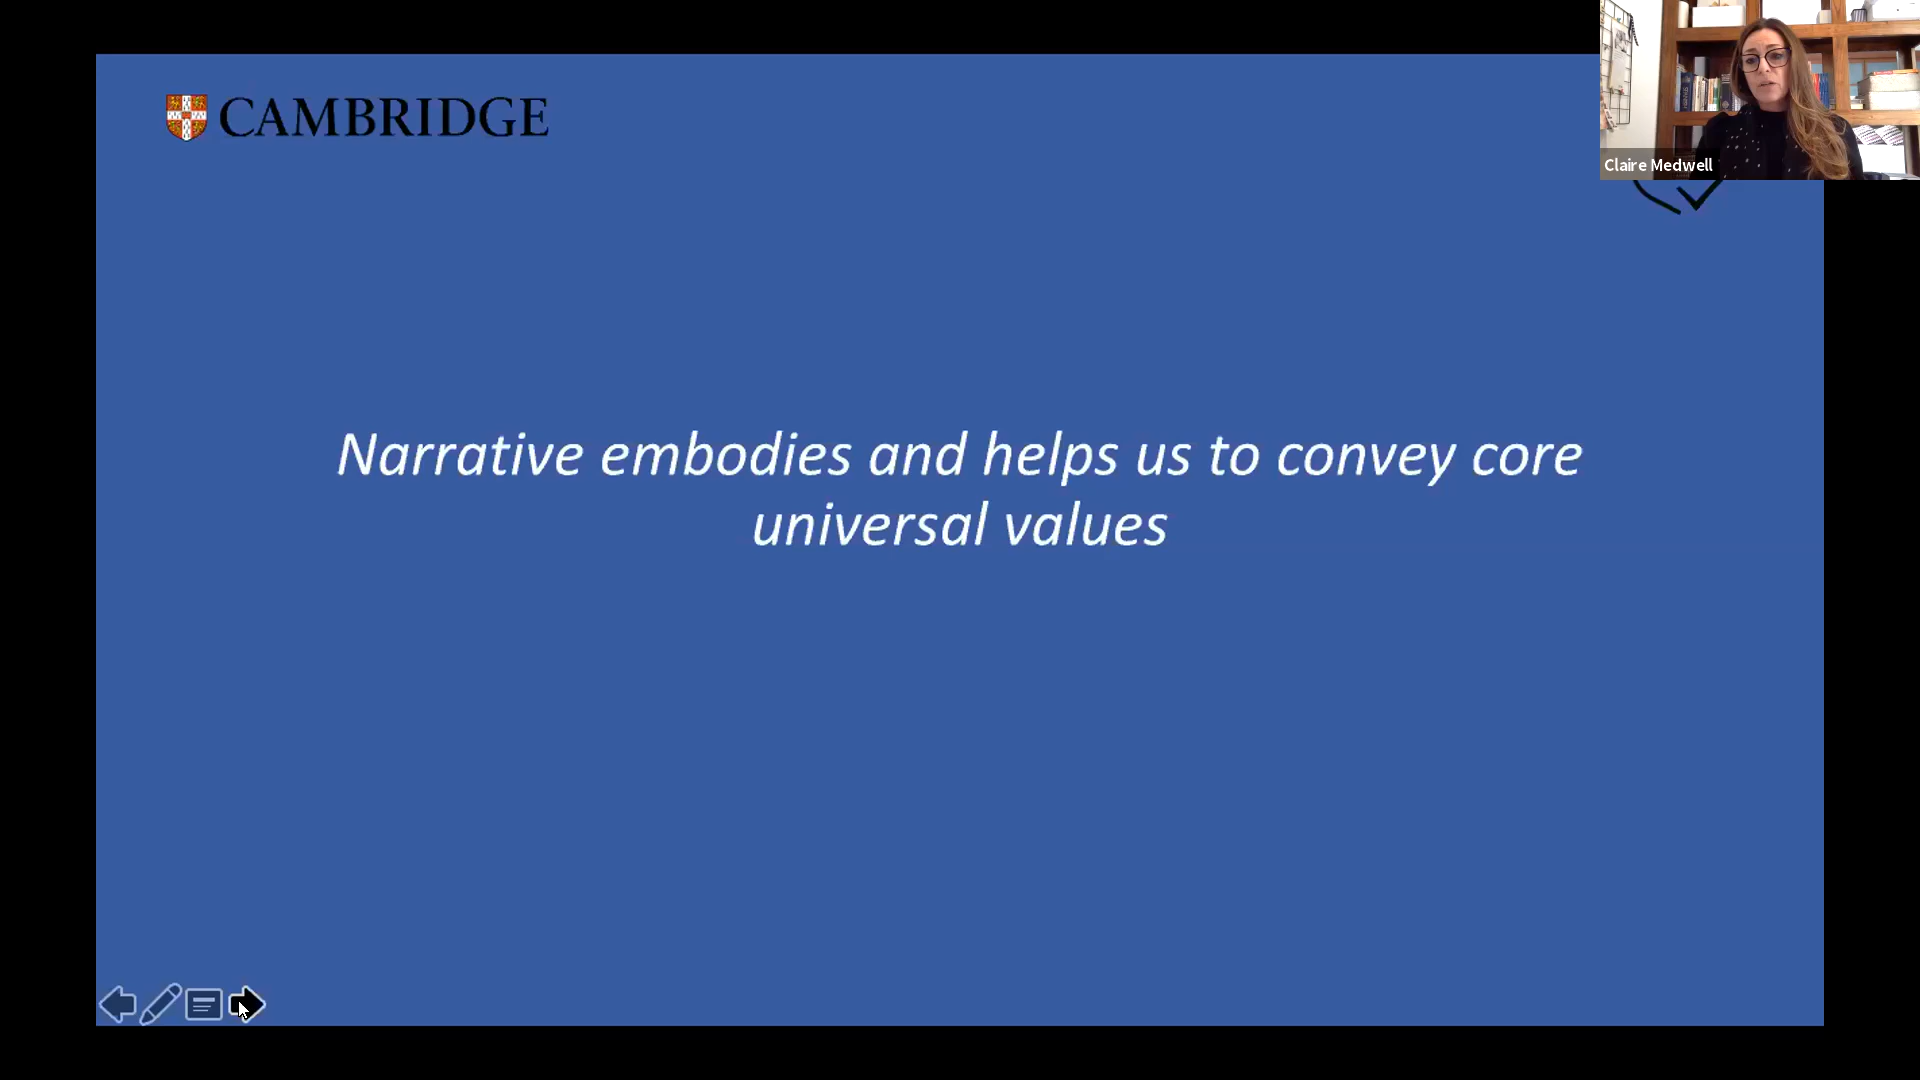 CAMBRIDGE
Claire Medwell
Narrative embodies and helps us to convey core
universal values